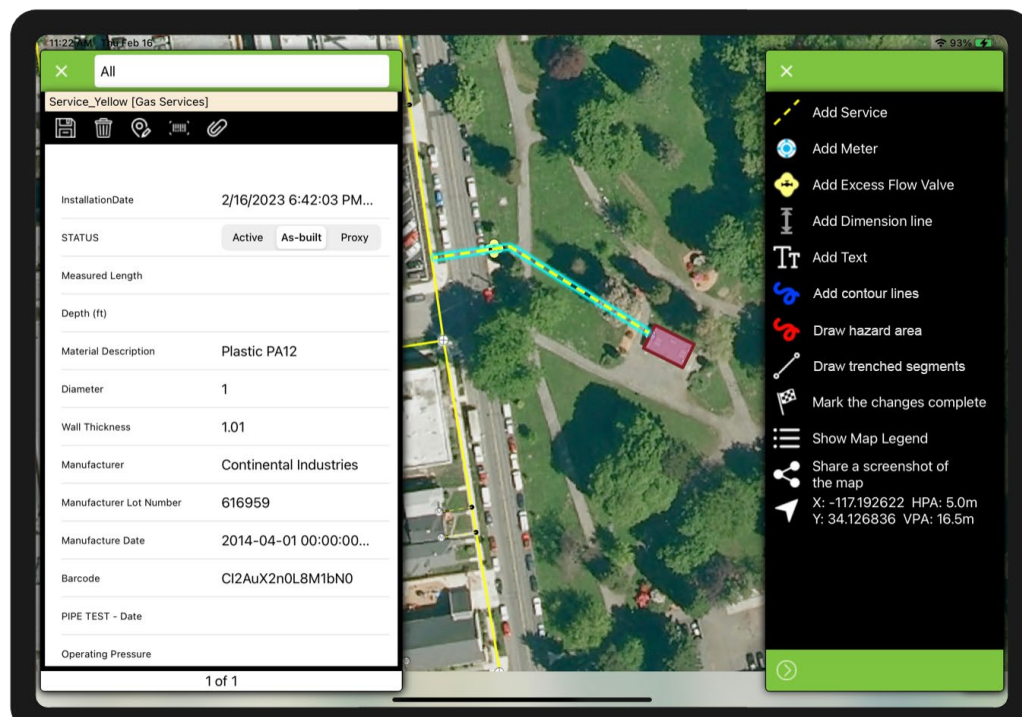 11:22 AM Thu Feb 16
93%
All
Service_Yellow [Gas Services]
InstallationDate 2/16/2023 6:42:03 PM...
STATUS Active As-built Proxy
Measured Length
Depth (ft)
Material Description Plastic PA12
Diameter 1
Wall Thickness 1.01
Manufacturer Continental Industries
Manufacturer Lot Number 616959
Manufacture Date 2014-04-01 00:00:00...
Barcode CI2AuX2n0L8M1bN0
PIPE TEST - Date
Operating Pressure
1 of 1
Add Service
Add Meter
Add Excess Flow Valve
Add Dimension line
Tт Add Text
Add contour lines
Draw hazard area
Draw trenched segments
Mark the changes complete
Show Map Legend
Share a screenshot of
the map
X: -117.192622 HPA: 5.0m
Y: 34.126836 VPA: 16.5m